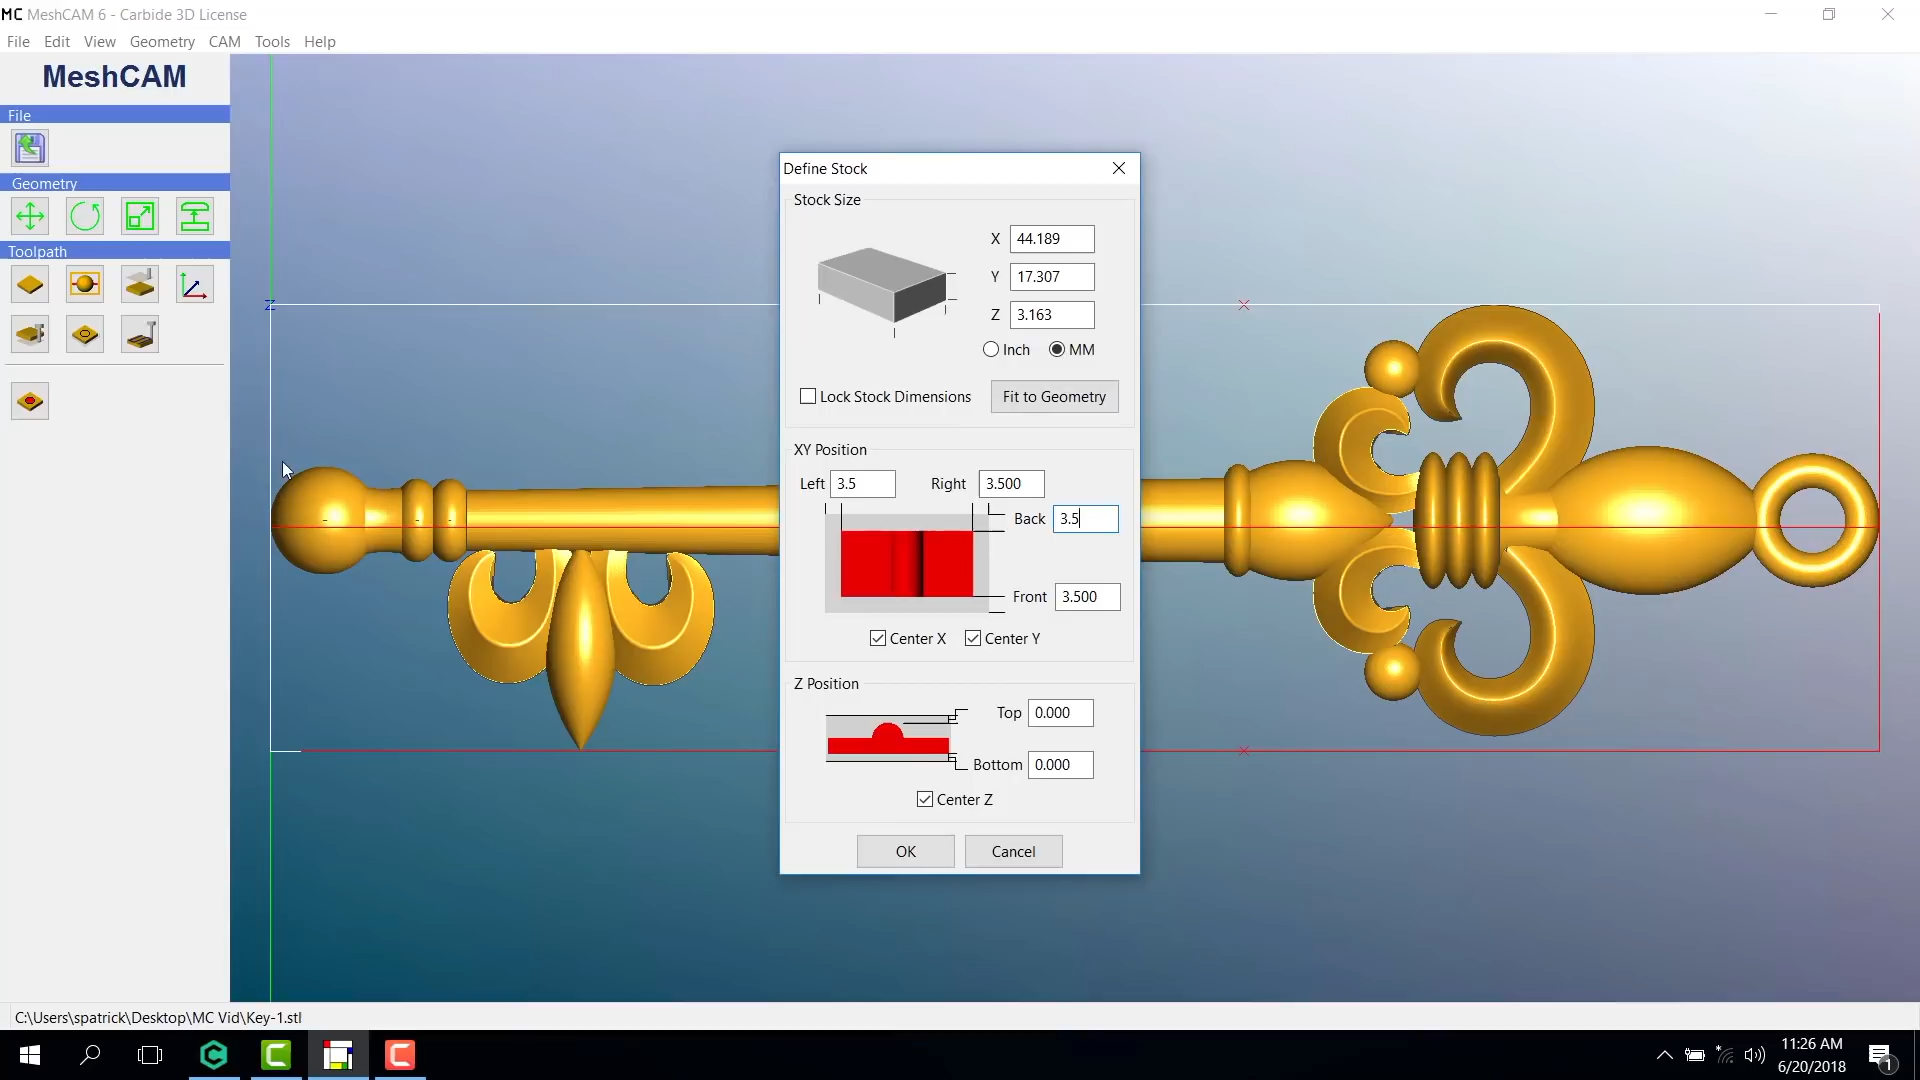 MC MeshCAM 6 - Carbide 3D License
File Edit View Geometry CAM Tools Help
MeshCAM
File
Geometry
Toolpath
Z
Define Stock
Stock Size
X 44.189
Y 17.307
Z 3.163
Inch MM
Lock Stock Dimensions Fit to Geometry
XY Position
Left 3.5 Right 3.500
Back 3.5
Front 3.500
Center X Center Y
Z Position
Top 0.000
Bottom 0.000
Center Z
OK Cancel
C:\Users\spatrick\Desktop\MC Vid\Key-1.stl
11:26 AM
6/20/2018
1